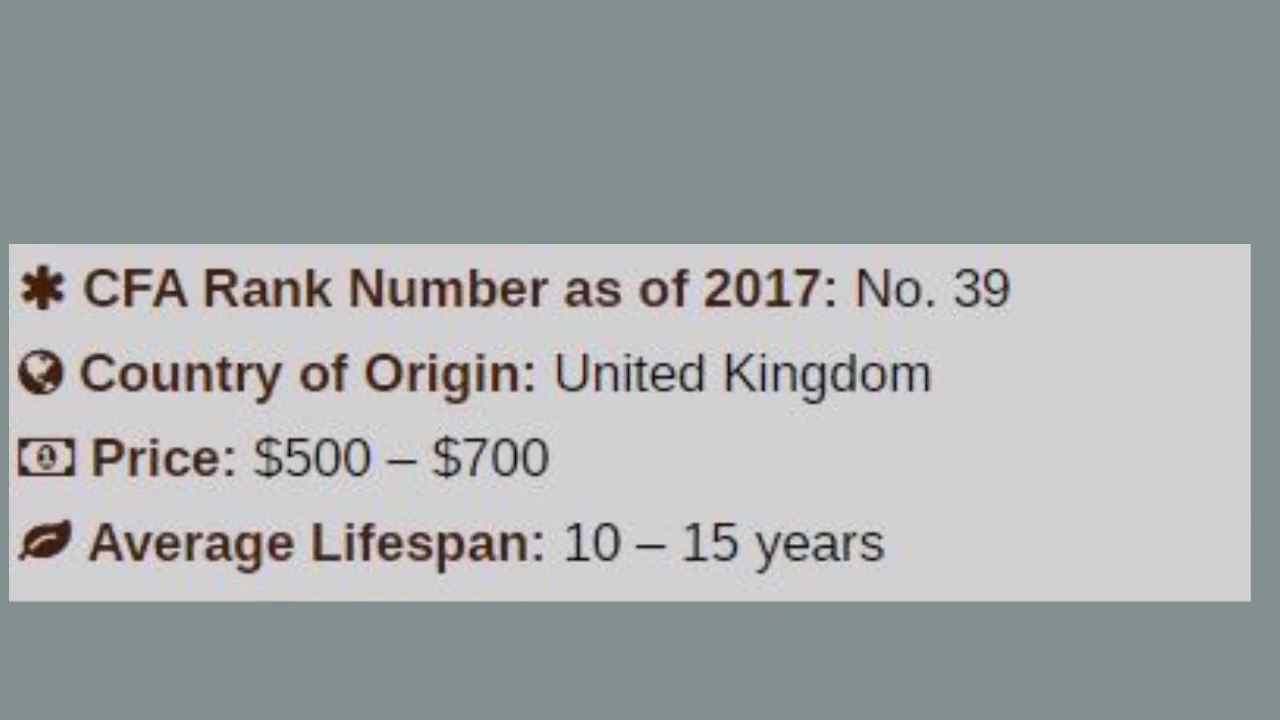 CFA Rank Number as of 2017: No. 39
Country of Origin: United Kingdom
Price: $500 – $700
Average Lifespan: 10 – 15 years